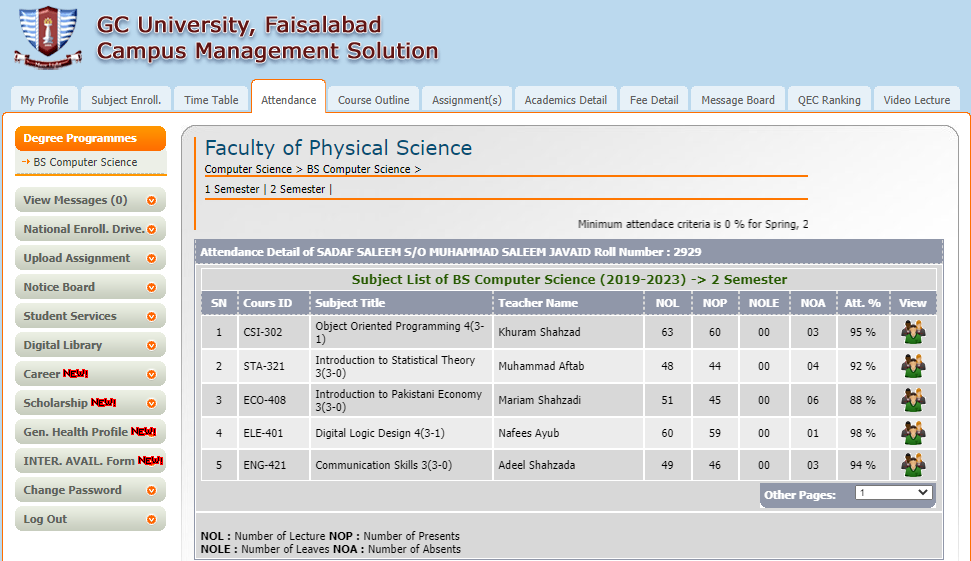 GC University, Faisalabad
Campus Management Solution
My Profile Subject Enroll. Time Table Attendance Course Outline Assignment(s) Academics Detail Fee Detail Message Board QEC Ranking Video Lecture
Degree Programmes
BS Computer Science
View Messages (0)
National Enroll. Drive.
Upload Assignment
Notice Board
Student Services
Digital Library
Career NEW!
Scholarship NEW!
Gen. Health Profile NEW!
INTER. AVAIL. Form NEW!
Change Password
Log Out
Faculty of Physical Science
Computer Science > BS Computer Science >
1 Semester | 2 Semester |
Minimum attendace criteria is 0 % for Spring, 2
Attendance Detail of SADAF SALEEM S/O MUHAMMAD SALEEM JAVAID Roll Number : 2929
Subject List of BS Computer Science (2019-2023) -> 2 Semester
SN Cours ID Subject Title Teacher Name NOL NOP NOLE NOA Att. % View
1 CSI-302 Object Oriented Programming 4(3-
1) Khuram Shahzad 63 60 00 03 95 %
2 STA-321 Introduction to Statistical Theory
3(3-0) Muhammad Aftab 48 44 00 04 92 %
3 ECO-408 Introduction to Pakistani Economy
3(3-0) Mariam Shahzadi 51 45 00 06 88 %
4 ELE-401 Digital Logic Design 4(3-1) Nafees Ayub 60 59 00 01 98 %
5 ENG-421 Communication Skills 3(3-0) Adeel Shahzada 49 46 00 03 94 %
Other Pages: 1
NOL : Number of Lecture NOP : Number of Presents
NOLE : Number of Leaves NOA : Number of Absents